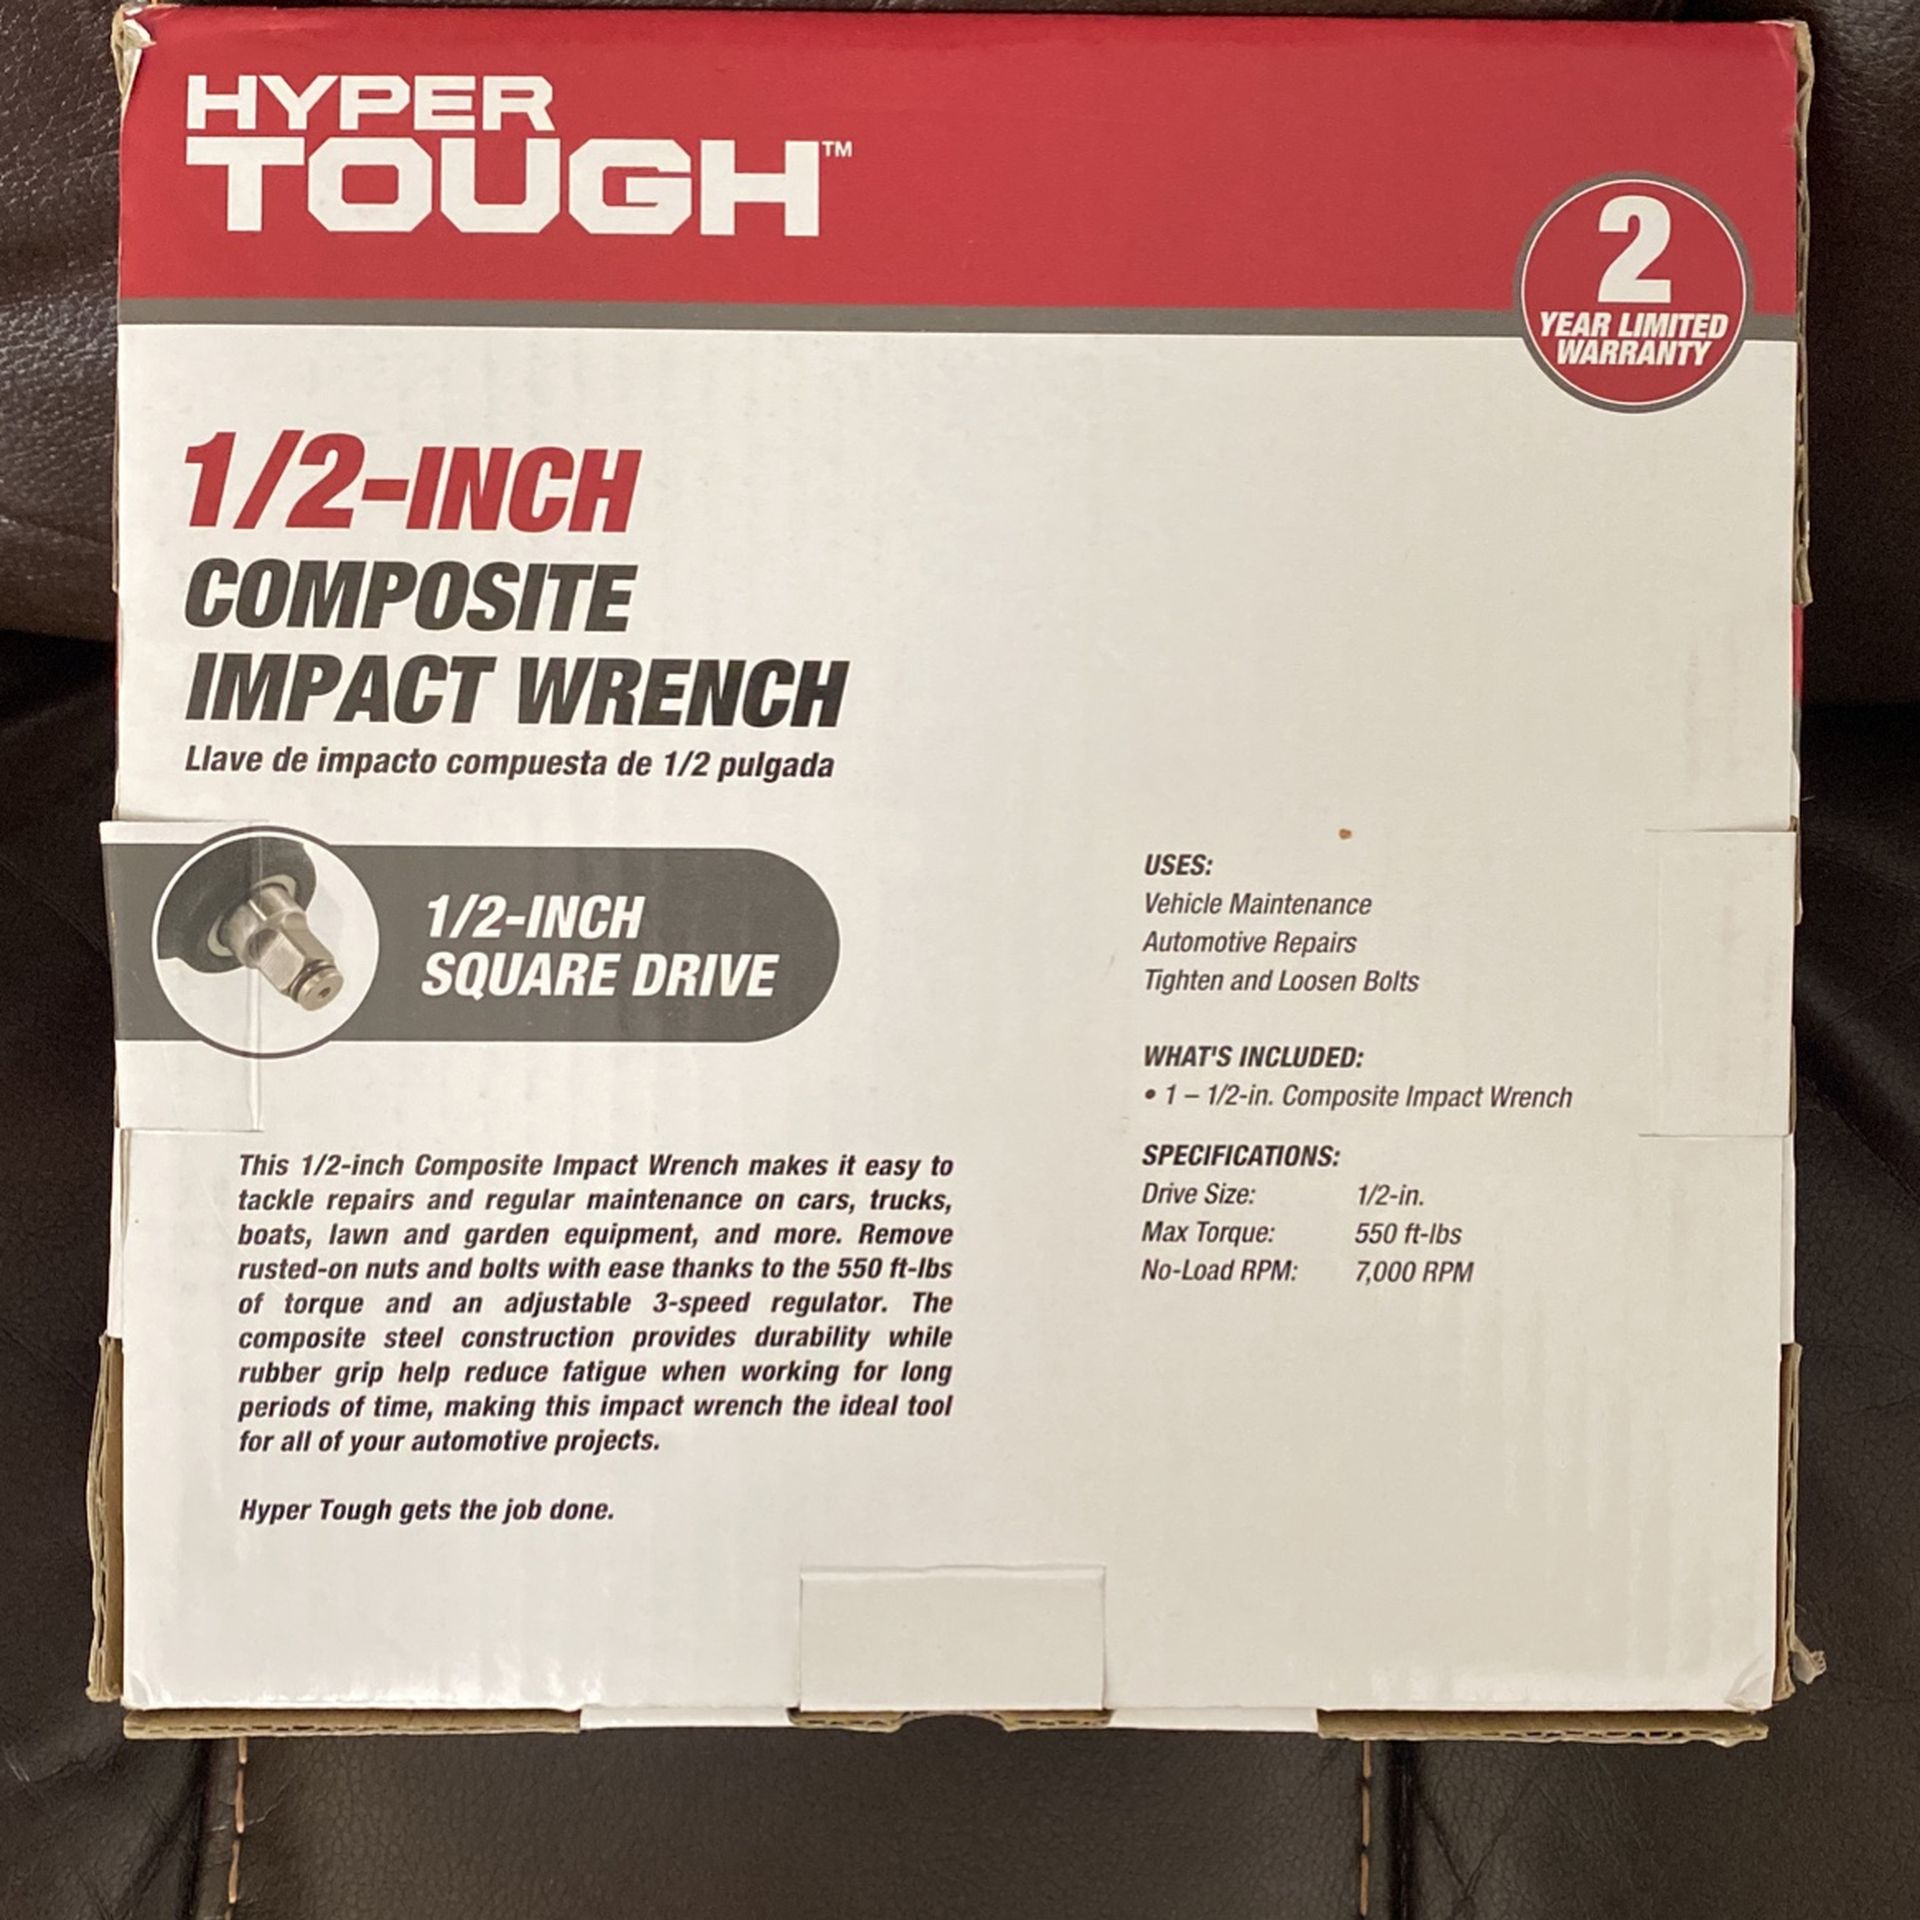 HYPER
TOUGH™
2
YEAR LIMITED
WARRANTY
1/2-INCH
COMPOSITE
IMPACT WRENCH
Llave de impacto compuesta de 1/2 pulgada
1/2-INCH
SQUARE DRIVE
This 1/2-inch Composite Impact Wrench makes it easy to
tackle repairs and regular maintenance on cars, trucks,
boats, lawn and garden equipment, and more. Remove
rusted-on nuts and bolts with ease thanks to the 550 ft-lbs
of torque and an adjustable 3-speed regulator. The
composite steel construction provides durability while
rubber grip help reduce fatigue when working for long
periods of time, making this impact wrench the ideal tool
for all of your automotive projects.
Hyper Tough gets the job done.
USES:
Vehicle Maintenance
Automotive Repairs
Tighten and Loosen Bolts
WHAT'S INCLUDED:
• 1 – 1/2-in. Composite Impact Wrench
SPECIFICATIONS:
Drive Size: 1/2-in.
Max Torque: 550 ft-lbs
No-Load RPM: 7,000 RPM